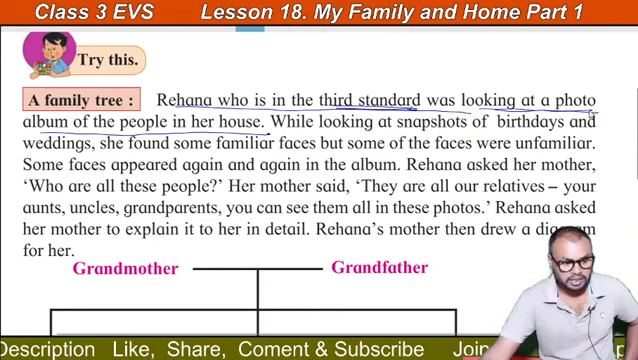 Class 3 EVS Lesson 18. My Family and Home Part 1
Try this.
A family tree : Rehana who is in the third standard was looking at a photo
album of the people in her house. While looking at snapshots of birthdays and
weddings, she found some familiar faces but some of the faces were unfamiliar.
Some faces appeared again and again in the album. Rehana asked her mother,
‘Who are all these people?’ Her mother said, ‘They are all our relatives – your
aunts, uncles, grandparents, you can see them all in these photos.’ Rehana asked
her mother to explain it to her in detail. Rehana’s mother then drew a diagram
for her.
Grandmother Grandfather
Description Like, Share, Coment & Subscribe Join